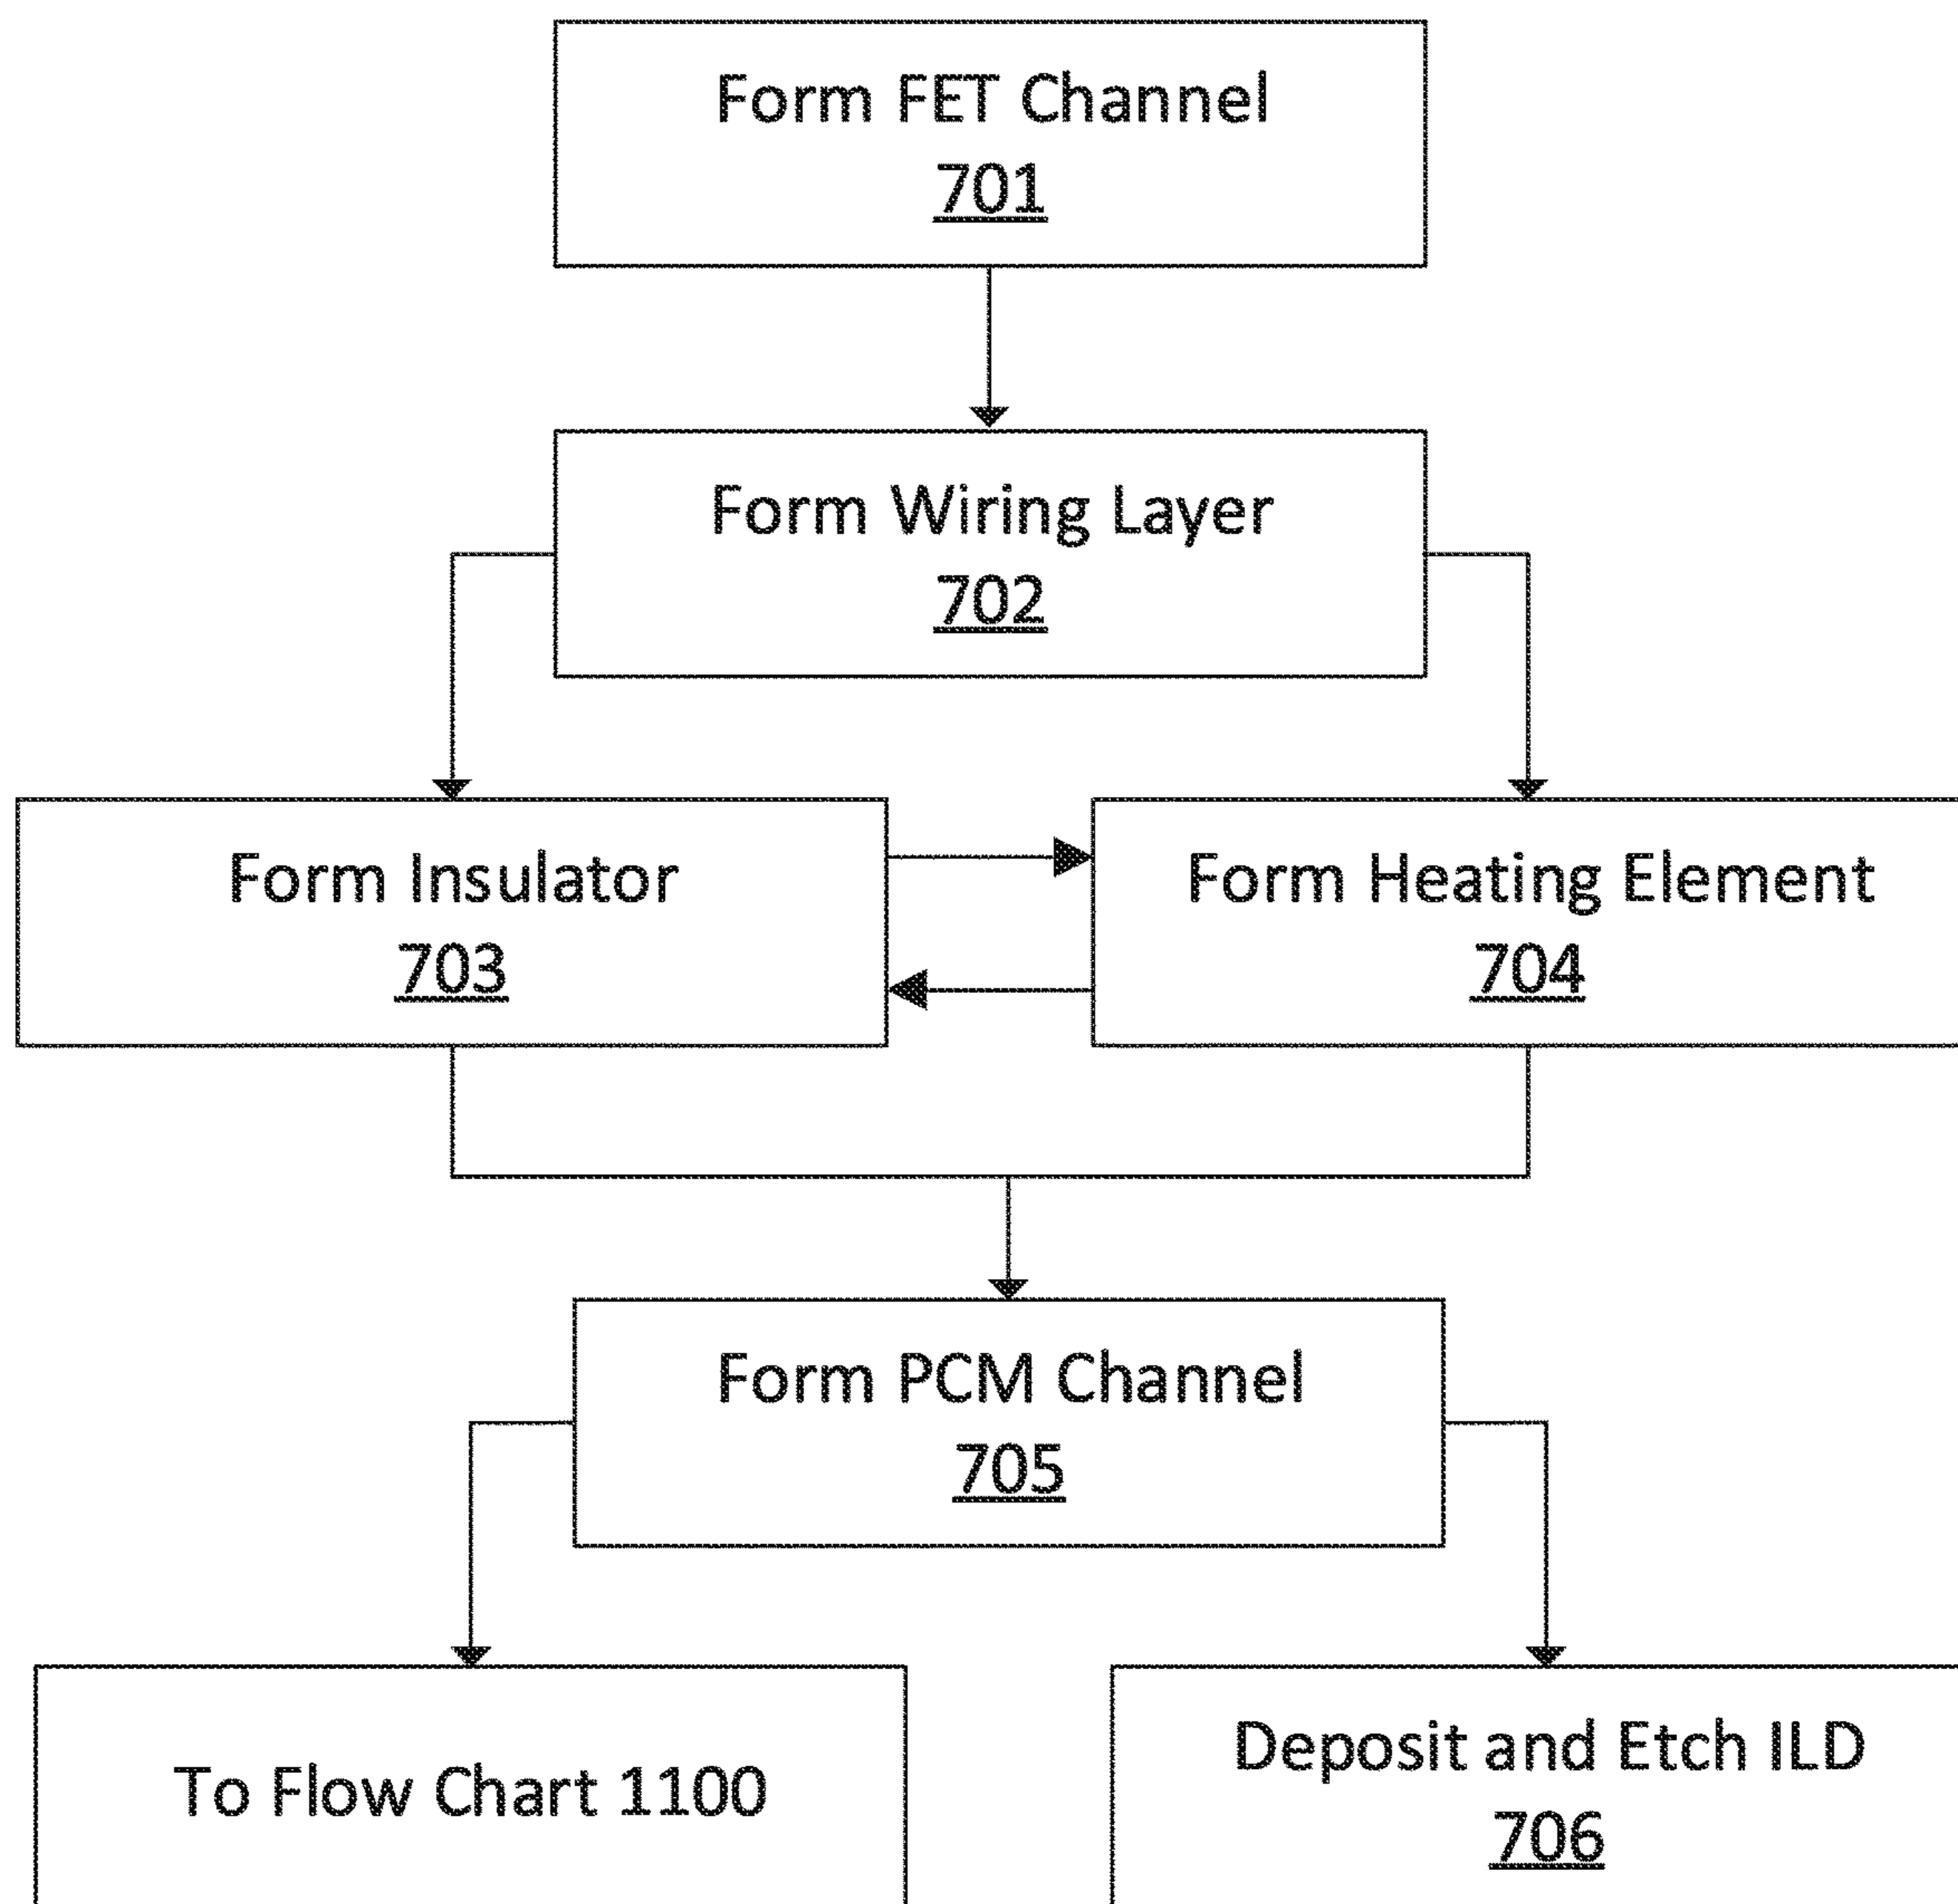 Form FET Channel
701
Form Wiring Layer
702
Form Insulator
703
Form Heating Element
704
Form PCM Channel
705
To Flow Chart 1100
Deposit and Etch ILD
706